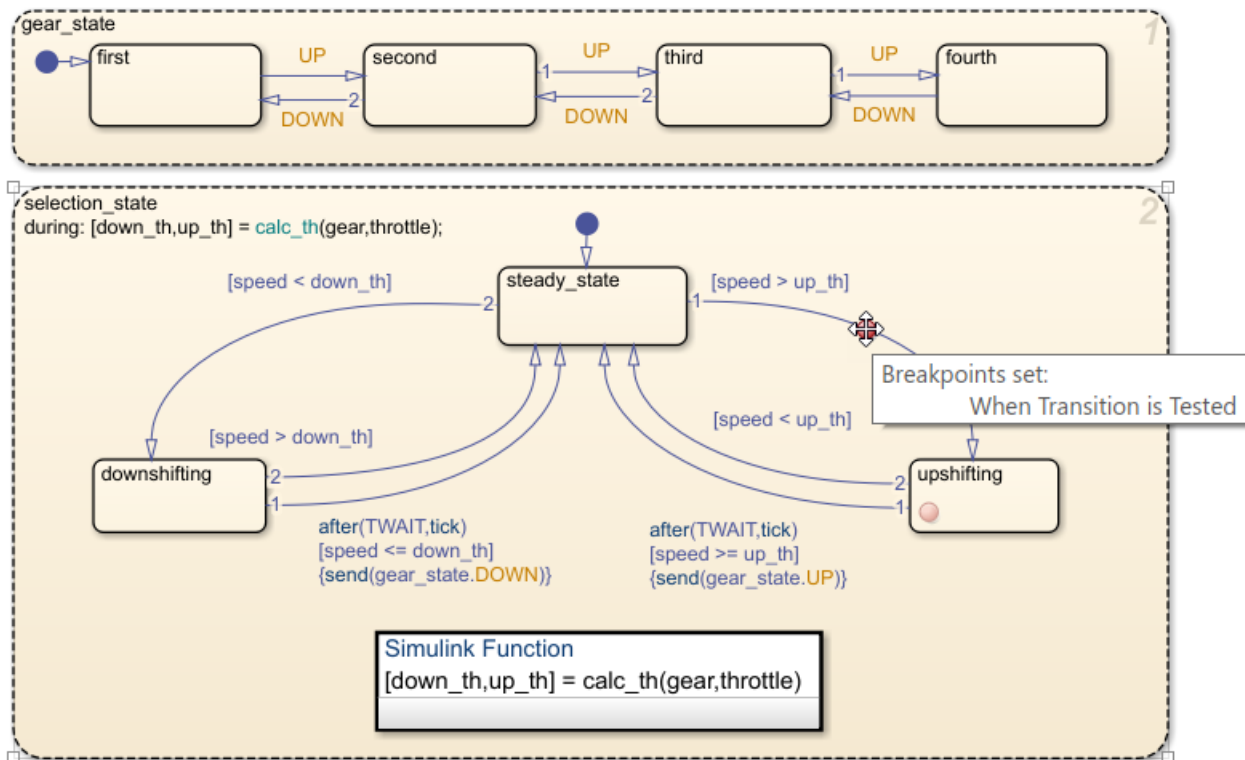 gear_state
1
first
UP
second
UP
third
UP
fourth
1
1
2
2
DOWN
DOWN
DOWN
selection_state
2
during: [down_th,up_th] = calc_th(gear,throttle);
[speed < down_th]
steady_state
[speed > up_th]
2
1
Breakpoints set:
When Transition is Tested
[speed > down_th]
[speed < up_th]
downshifting
2
1
upshifting
2
1
after(TWAIT,tick)
[speed <= down_th]
{send(gear_state.DOWN)}
after(TWAIT,tick)
[speed >= up_th]
{send(gear_state.UP)}
Simulink Function
[down_th,up_th] = calc_th(gear,throttle)